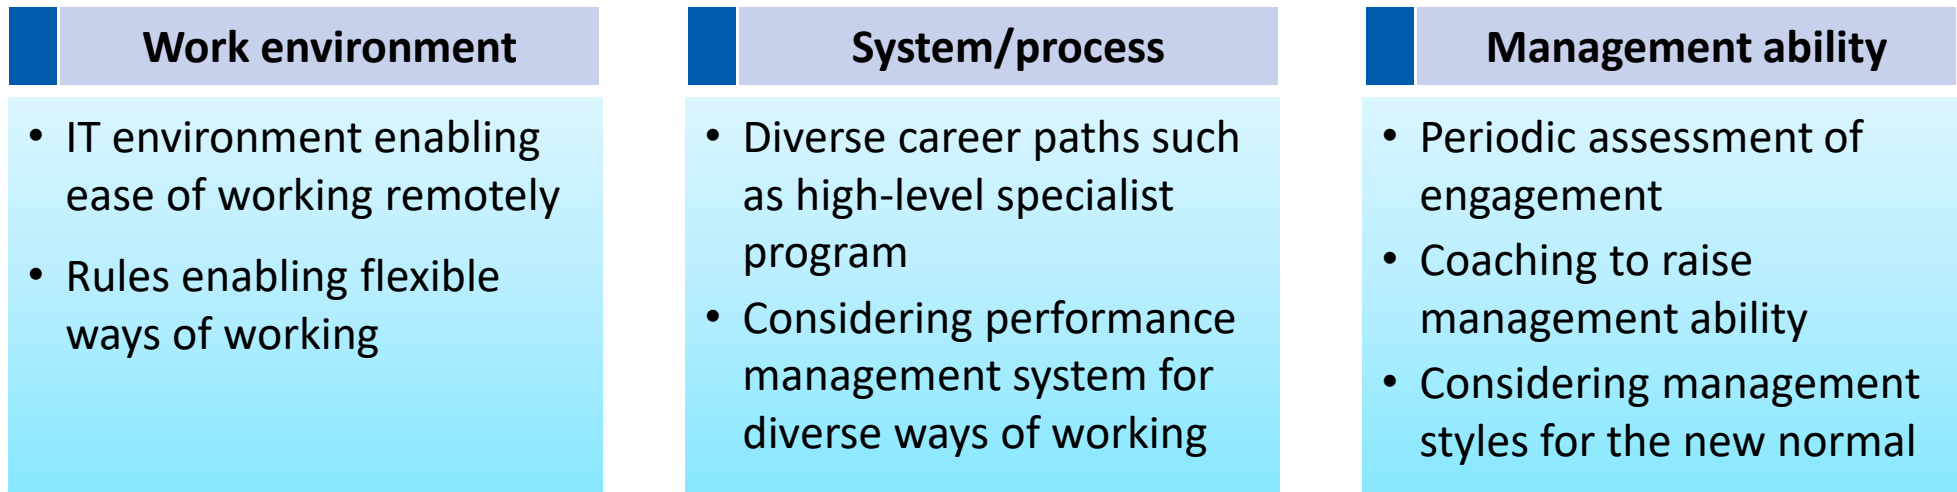 Work environment
• IT environment enabling
ease of working remotely
• Rules enabling flexible
ways of working
System/process
• Diverse career paths such
as high-level specialist
program
• Considering performance
management system for
diverse ways of working
Management ability
• Periodic assessment of
engagement
• Coaching to raise
management ability
• Considering management
styles for the new normal